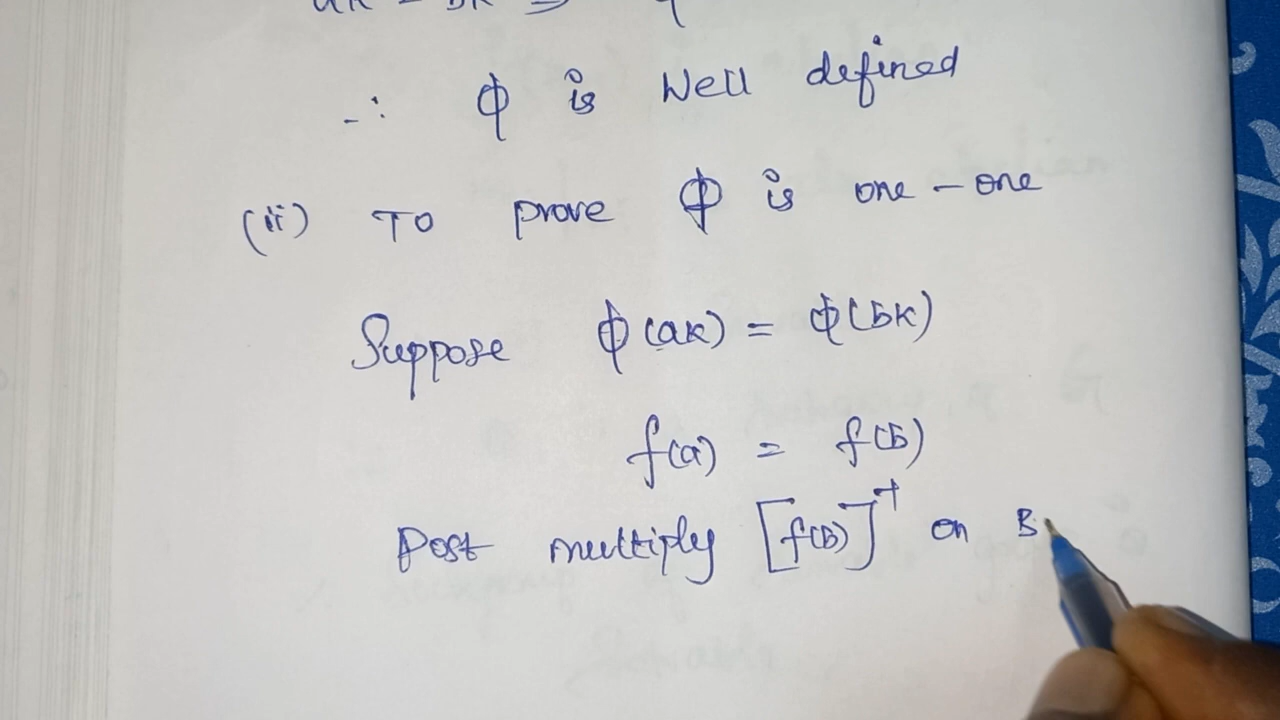 ∴ φ is Well defined
(ii) To prove φ is one-one
Suppose φ(aK) = φ(bK)
f(a) = f(b)
Post multiply [f(b)]⁻¹ on B